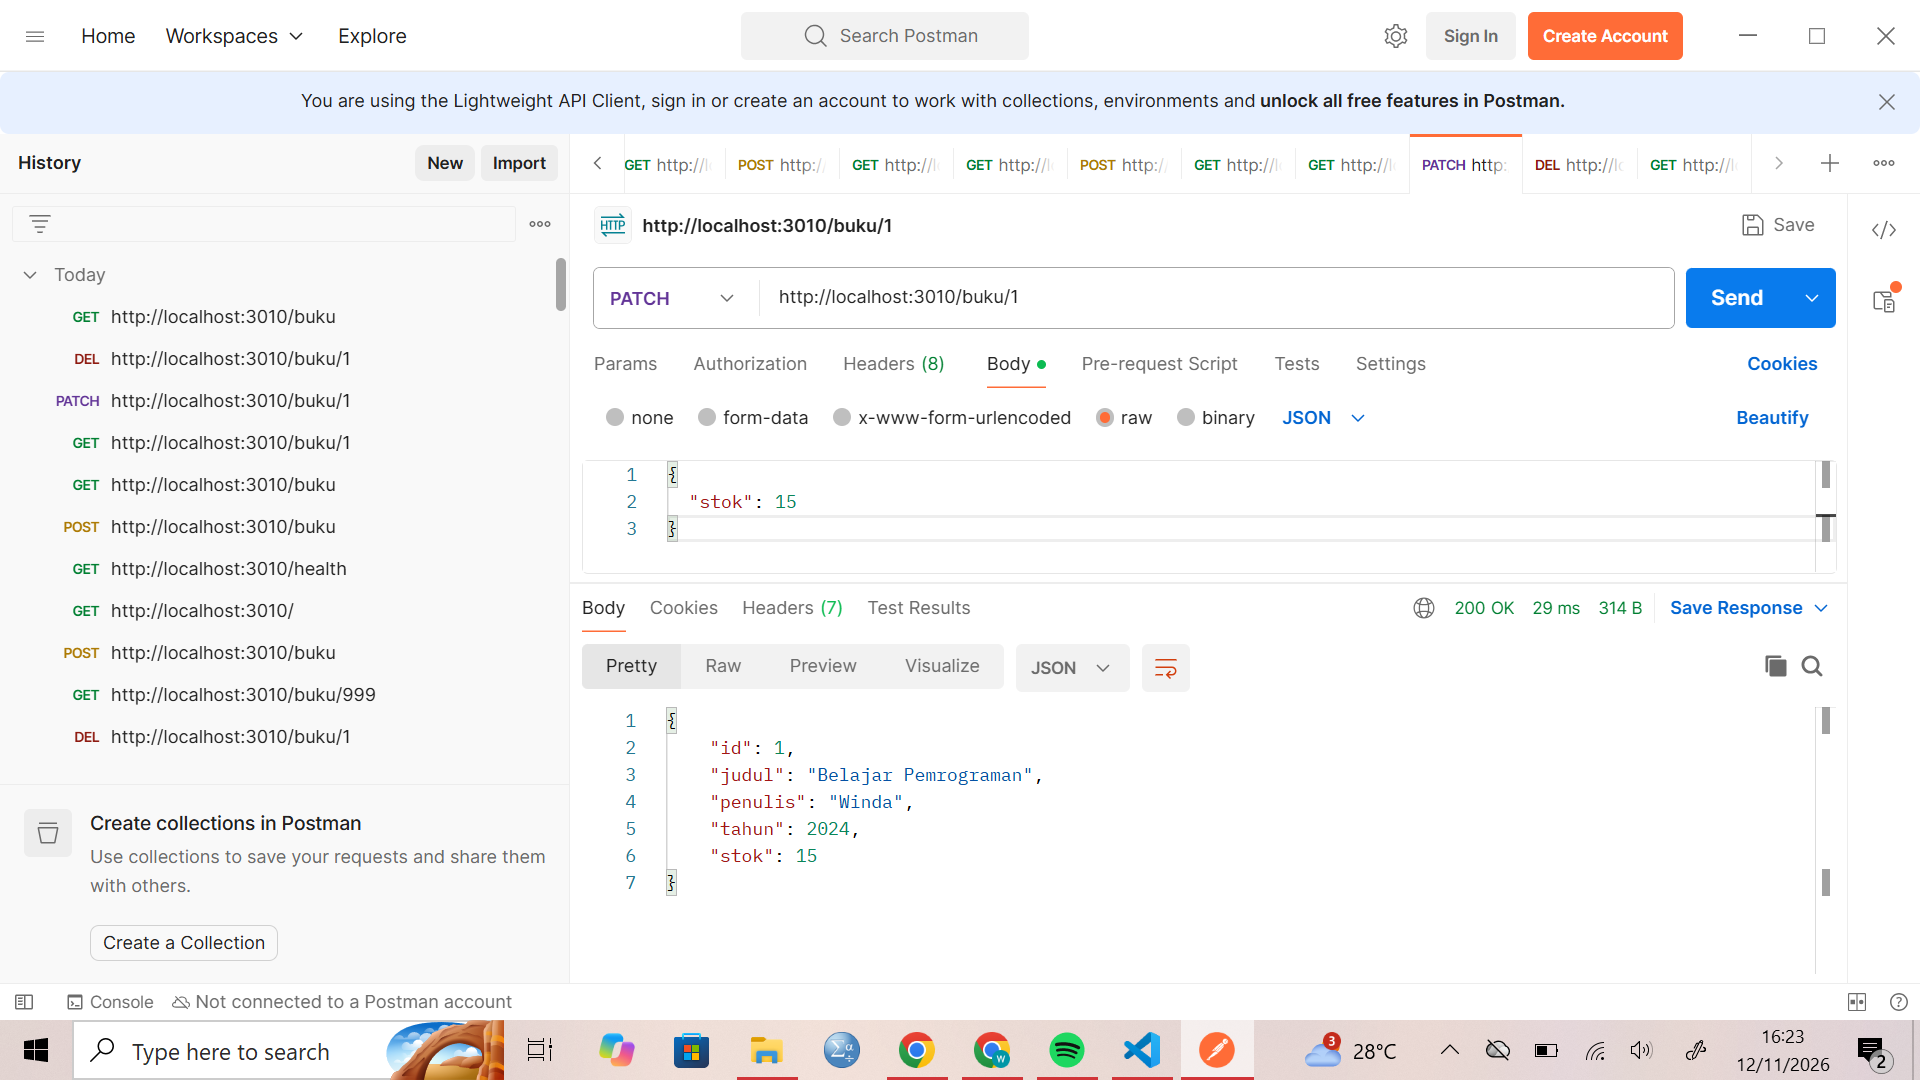 Home Workspaces Explore Search Postman Sign In Create Account
You are using the Lightweight API Client, sign in or create an account to work with collections, environments and unlock all free features in Postman.
History New Import
GET http://l POST http:/ GET http://l GET http://l POST http:/ GET http://l GET http://l PATCH http: DEL http://l GET http://l
HTTP http://localhost:3010/buku/1 Save
Today
GET http://localhost:3010/buku
DEL http://localhost:3010/buku/1
PATCH http://localhost:3010/buku/1
GET http://localhost:3010/buku/1
GET http://localhost:3010/buku
POST http://localhost:3010/buku
GET http://localhost:3010/health
GET http://localhost:3010/
POST http://localhost:3010/buku
GET http://localhost:3010/buku/999
DEL http://localhost:3010/buku/1
Create collections in Postman
Use collections to save your requests and share them
with others.
Create a Collection
PATCH http://localhost:3010/buku/1 Send
Params Authorization Headers (8) Body Pre-request Script Tests Settings Cookies
none form-data x-www-form-urlencoded raw binary JSON Beautify
1 {
2 "stok": 15
3 }
Body Cookies Headers (7) Test Results 200 OK 29 ms 314 B Save Response
Pretty Raw Preview Visualize JSON
1 {
2 "id": 1,
3 "judul": "Belajar Pemrograman",
4 "penulis": "Winda",
5 "tahun": 2024,
6 "stok": 15
7 }
Console Not connected to a Postman account
Type here to search W 3 28°C 16:23
12/11/2026 2